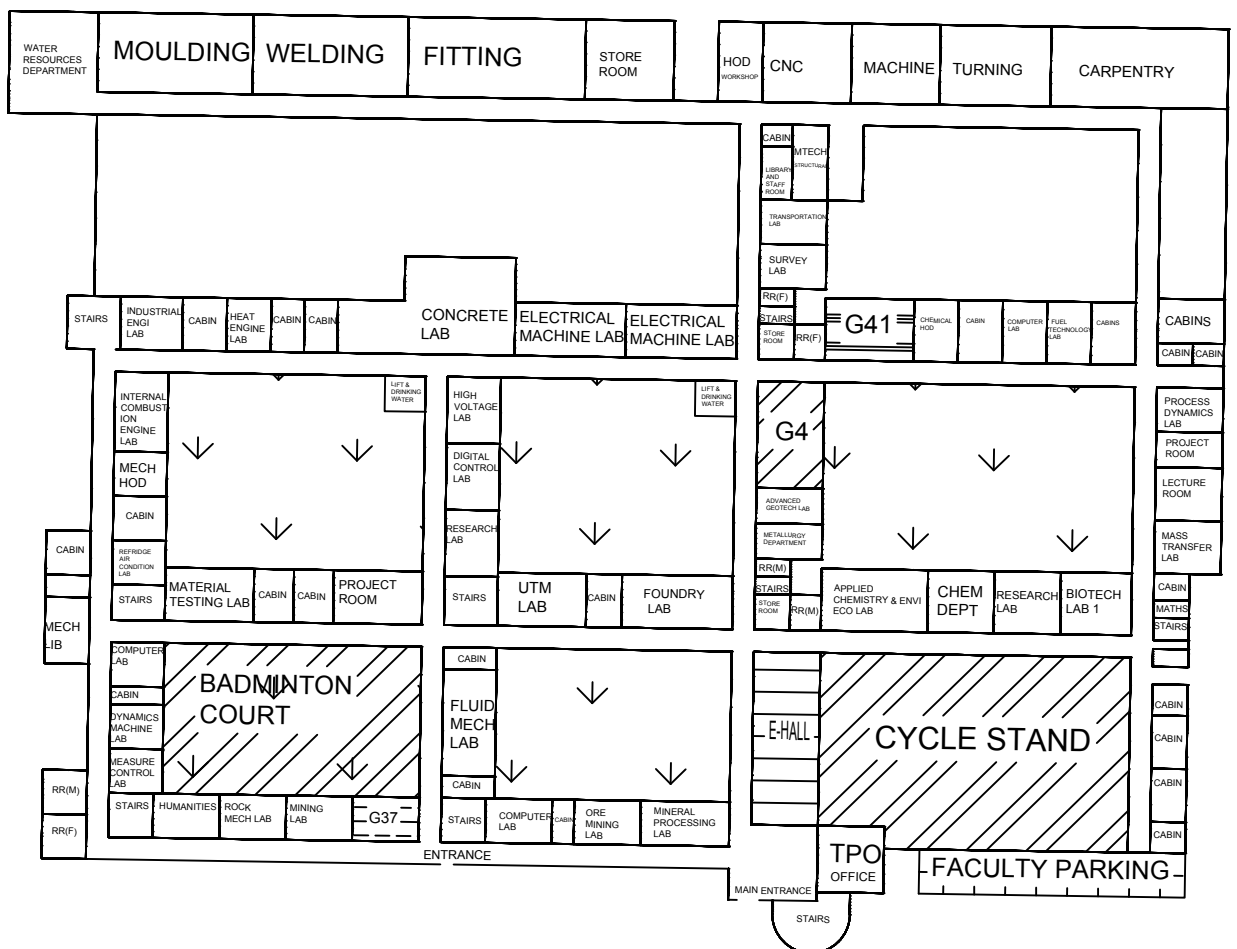 WATER
RESOURCES
DEPARTMENT
MOULDING
WELDING
FITTING
STORE
ROOM
HOD
WORKSHOP
CNC
MACHINE
TURNING
CARPENTRY
CABIN
MTECH
STRUCTURAL
LIBRARY
AND
STAFF
ROOM
TRANSPORTATION
LAB
SURVEY
LAB
RR(F)
STAIRS
STORE
ROOM
RR(F)
STAIRS
INDUSTRIAL
ENGI
LAB
CABIN
HEAT
ENGINE
LAB
CABIN
CABIN
CONCRETE
LAB
ELECTRICAL
MACHINE LAB
ELECTRICAL
MACHINE LAB
G41
CHEMICAL
HOD
CABIN
COMPUTER
LAB
FUEL
TECHNOLOGY
LAB
CABINS
CABINS
CABIN
CABIN
INTERNAL
COMBUST
ION
ENGINE
LAB
LIFT &
DRINKING
WATER
HIGH
VOLTAGE
LAB
LIFT &
DRINKING
WATER
G4
PROCESS
DYNAMICS
LAB
PROJECT
ROOM
MECH
HOD
DIGITAL
CONTROL
LAB
LECTURE
ROOM
CABIN
ADVANCED
GEOTECH LAB
RESEARCH
LAB
METALLURGY
DEPARTMENT
MASS
TRANSFER
LAB
CABIN
REFRIDGE
AIR
CONDITION
LAB
RR(M)
STAIRS
STORE
ROOM
RR(M)
STAIRS
MATERIAL
TESTING LAB
CABIN
CABIN
PROJECT
ROOM
STAIRS
UTM
LAB
CABIN
FOUNDRY
LAB
APPLIED
CHEMISTRY & ENVI
ECO LAB
CHEM
DEPT
RESEARCH
LAB
BIOTECH
LAB 1
CABIN
MATHS
STAIRS
MECH
LIB
COMPUTER
LAB
CABIN
DYNAMICS
MACHINE
LAB
MEASURE
CONTROL
LAB
BADMINTON
COURT
CABIN
FLUID
MECH
LAB
CABIN
E-HALL
CYCLE STAND
CABIN
CABIN
CABIN
CABIN
RR(M)
RR(F)
STAIRS
HUMANITIES
ROCK
MECH LAB
MINING
LAB
G37
STAIRS
COMPUTER
LAB
CABIN
ORE
MINING
LAB
MINERAL
PROCESSING
LAB
ENTRANCE
TPO
OFFICE
FACULTY PARKING
MAIN ENTRANCE
STAIRS